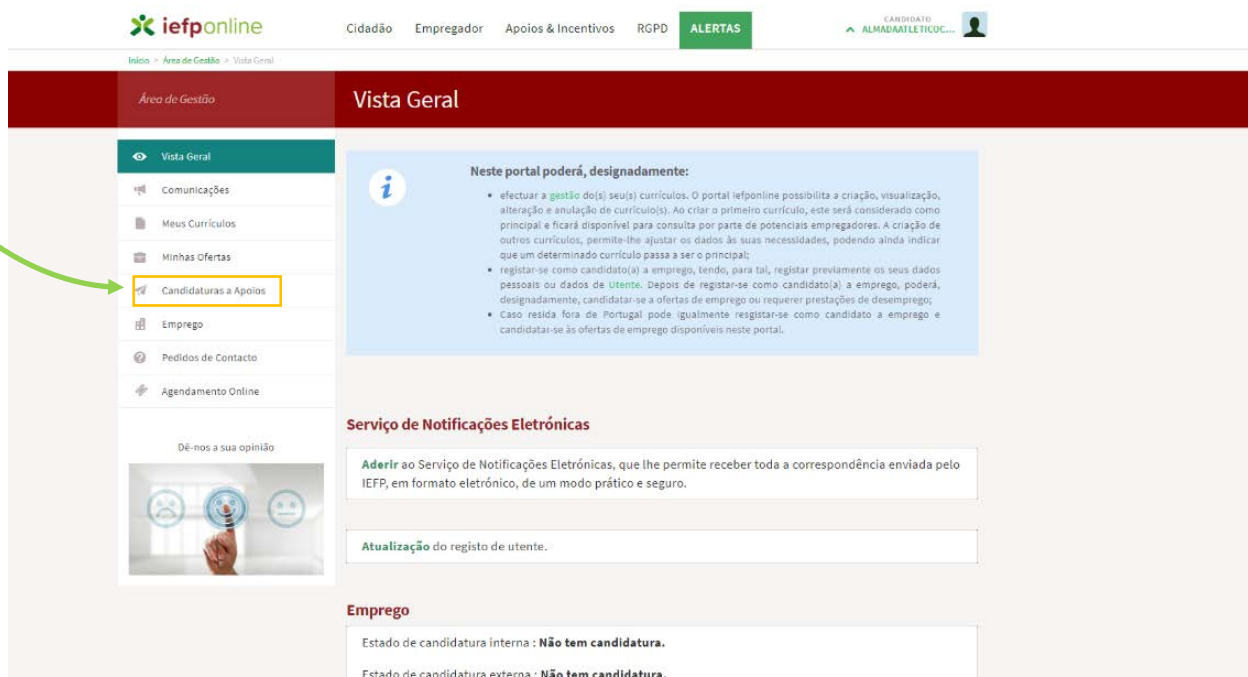 iefponline
Cidadão Empregador Apoios & Incentivos RGPD ALERTAS
CANDIDATO
ALMADAATLETICOC...
Início > Área de Gestão > Vista Geral
Área de Gestão
Vista Geral
Vista Geral
Comunicações
Meus Currículos
Minhas Ofertas
Candidaturas a Apoios
Emprego
Pedidos de Contacto
Agendamento Online
Dê-nos a sua opinião
Neste portal poderá, designadamente:
• efectuar a gestão do(s) seu(s) currículos. O portal iefponline possibilita a criação, visualização,
alteração e anulação de currículo(s). Ao criar o primeiro currículo, este será considerado como
principal e ficará disponível para consulta por parte de potenciais empregadores. A criação de
outros currículos, permite-lhe ajustar os dados às suas necessidades, podendo ainda indicar
que um determinado currículo passa a ser o principal;
• registar-se como candidato(a) a emprego, tendo, para tal, registar previamente os seus dados
pessoais ou dados de Utente. Depois de registar-se como candidato(a) a emprego, poderá,
designadamente, candidatar-se a ofertas de emprego ou requerer prestações de desemprego;
• Caso resida fora de Portugal pode igualmente resgistar-se como candidato a emprego e
candidatar-se às ofertas de emprego disponíveis neste portal.
Serviço de Notificações Eletrónicas
Aderir ao Serviço de Notificações Eletrónicas, que lhe permite receber toda a correspondência enviada pelo
IEFP, em formato eletrónico, de um modo prático e seguro.
Atualização do registo de utente.
Emprego
Estado de candidatura interna : Não tem candidatura.
Estado de candidatura externa : Não tem candidatura.